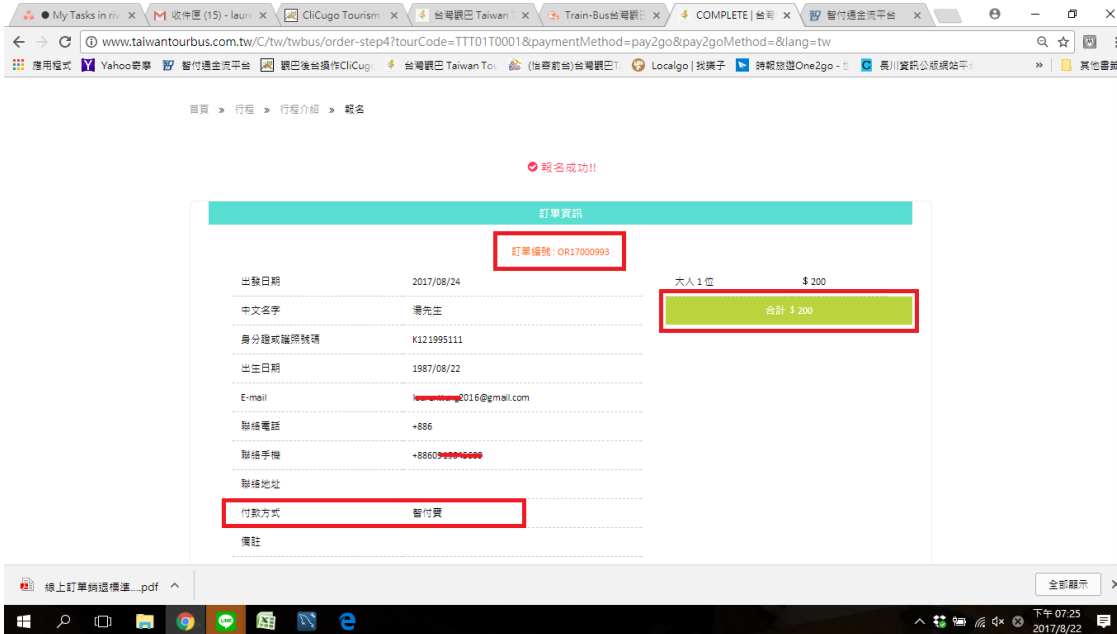 My Tasks in riv
收件匣 (15) - laure
CliCugo Tourism
台灣觀巴 Taiwan T
Train-Bus台灣觀巴
COMPLETE | 台灣
智付通金流平台
www.taiwantourbus.com.tw/C/tw/twbus/order-step4?tourCode=TTT01T0001&paymentMethod=pay2go&pay2goMethod=&lang=tw
應用程式
Yahoo奇摩
智付通金流平台
觀巴後台操作CliCug
台灣觀巴 Taiwan Tou
(怡容前台)台灣觀巴T
Localgo | 找樂子
時報旅遊One2go -
長川資訊公版網站平
»
其他書籤
首頁 » 行程 » 行程介紹 » 報名
報名成功!!
訂單資訊
訂單編號 : OR17000993
出發日期 2017/08/24
大人 1 位 $ 200
中文名字 湯先生
合計 $ 200
身分證或護照號碼 K121995111
出生日期 1987/08/22
E-mail 2016@gmail.com
聯絡電話 +886
聯絡手機 +88609
聯絡地址
付款方式 智付寶
備註
線上訂單銷退標準....pdf
全部顯示
下午 07:25
2017/8/22